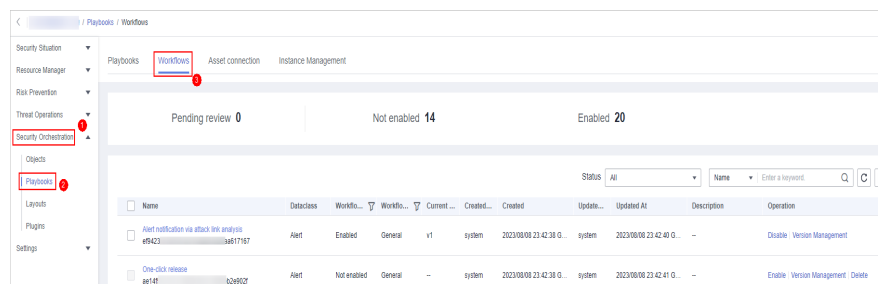 / Playbooks / Workflows
Security Situation
Resource Manager
Risk Prevention
Threat Operations
1
Security Orchestration
Objects
Playbooks 2
Layouts
Plugins
Settings
Playbooks Workflows Asset connection Instance Management
3
Pending review 0 Not enabled 14 Enabled 20
Status All Name Enter a keyword.
Name Dataclass Workflo... Workflo... Current ... Created... Created Update... Updated At Description Operation
Alert notification via attack link analysis
ef9423 aa617167
Alert Enabled General v1 system 2023/08/08 23:42:38 G... system 2023/08/08 23:42:40 G... -- Disable Version Management
One-click release
ae14f b2e902f
Alert Not enabled General -- system 2023/08/08 23:42:38 G... system 2023/08/08 23:42:41 G... -- Enable Version Management Delete